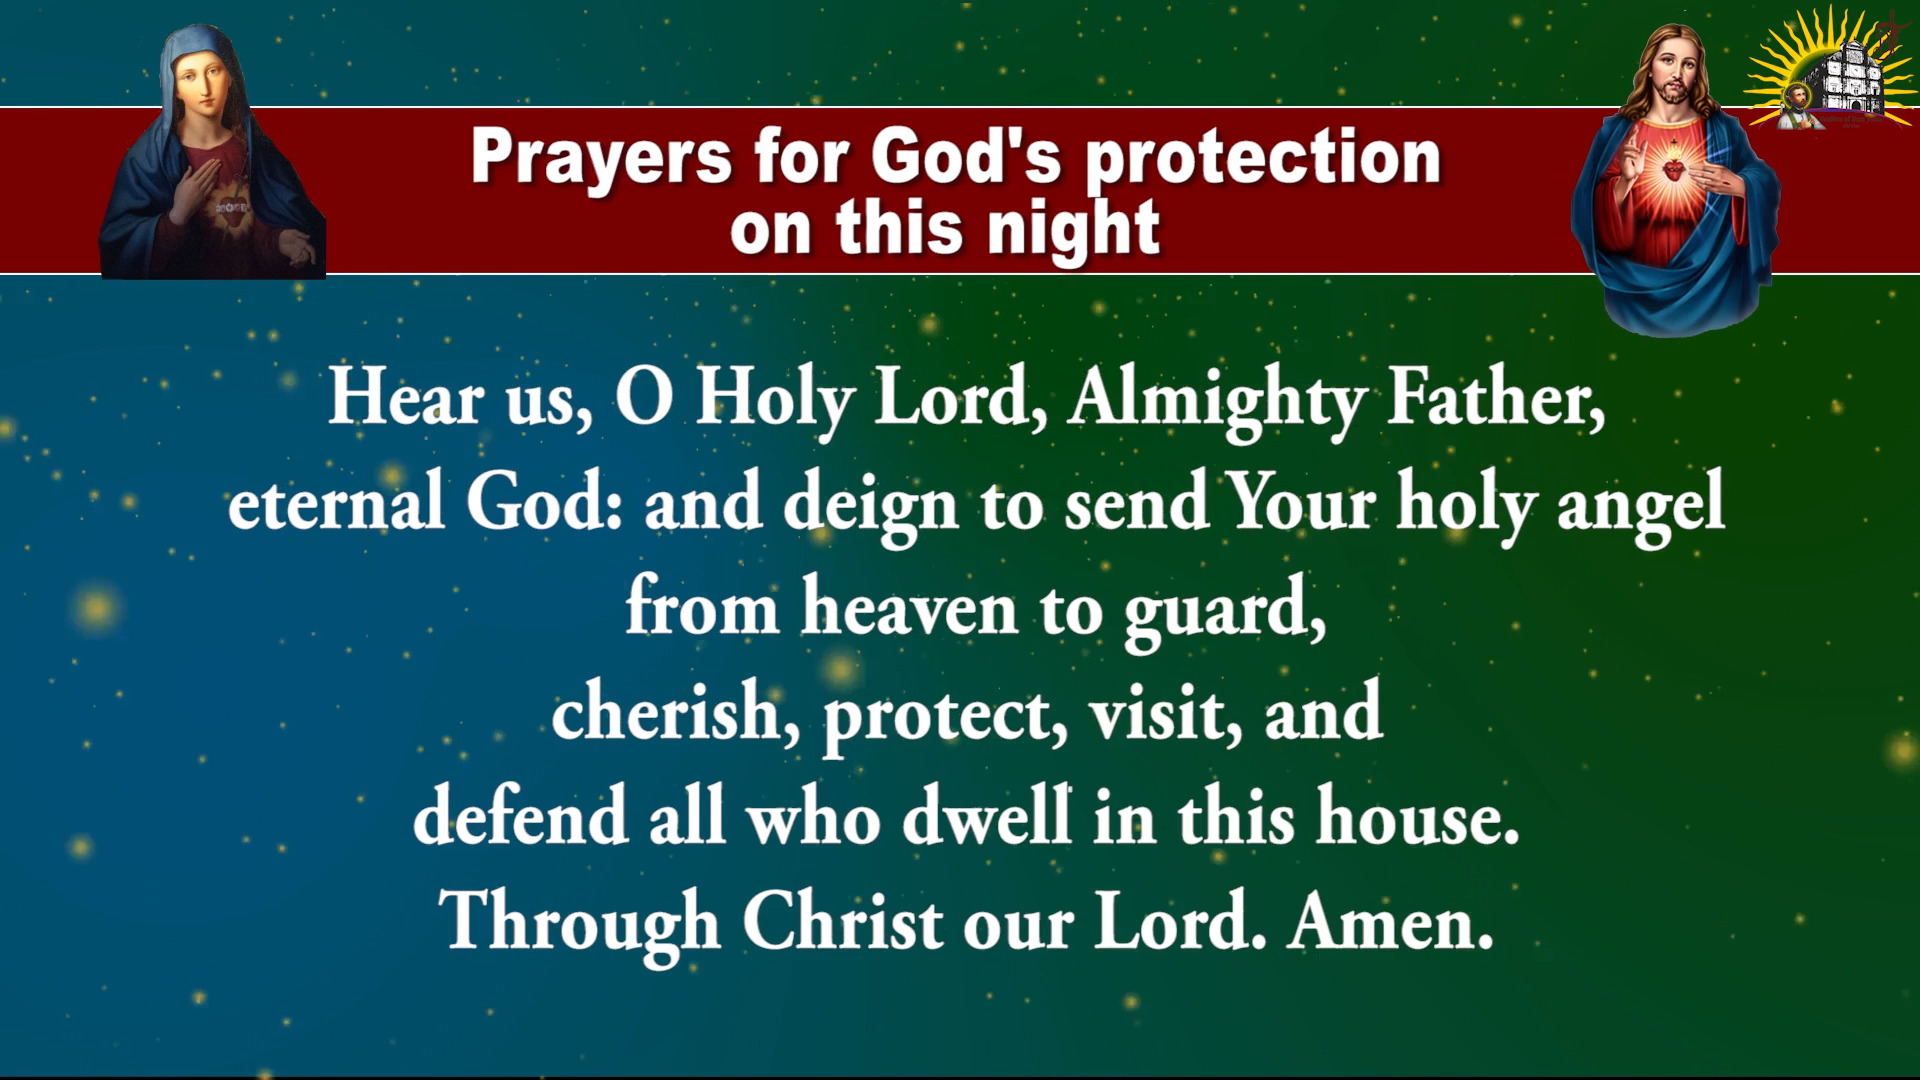 Prayers for God's protection
on this night
Hear us, O Holy Lord, Almighty Father,
eternal God: and deign to send Your holy angel
from heaven to guard,
cherish, protect, visit, and
defend all who dwell in this house.
Through Christ our Lord. Amen.